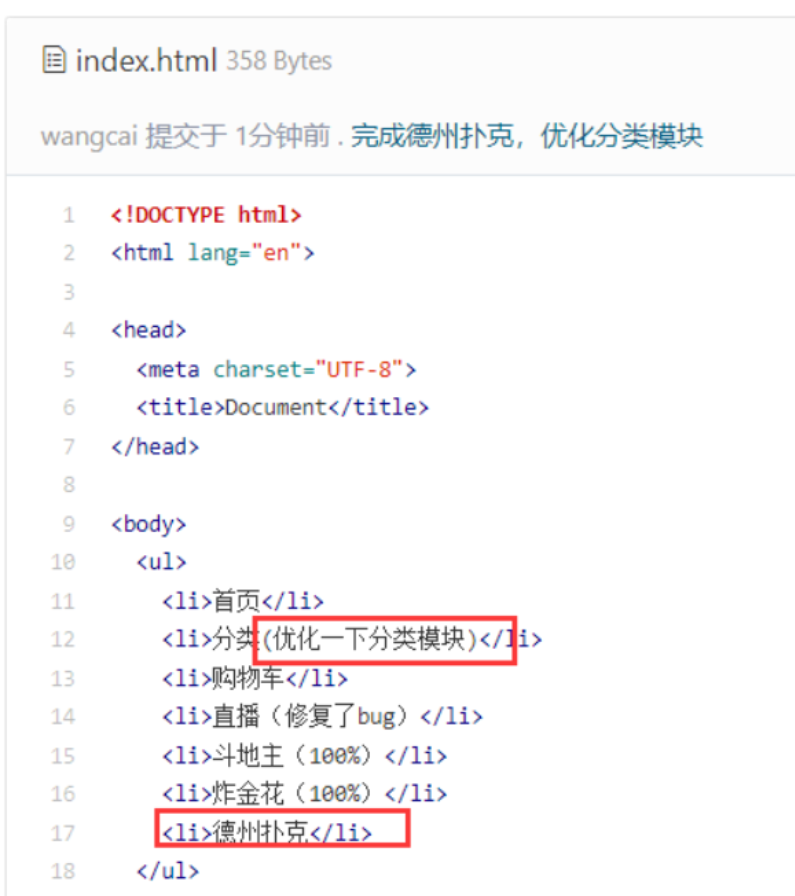 index.html 358 Bytes
wangcai 提交于 1分钟前 . 完成德州扑克，优化分类模块
1 <!DOCTYPE html>
2 <html lang="en">
3
4 <head>
5 <meta charset="UTF-8">
6 <title>Document</title>
7 </head>
8
9 <body>
10 <ul>
11 <li>首页</li>
12 <li>分类(优化一下分类模块)</li>
13 <li>购物车</li>
14 <li>直播（修复了bug）</li>
15 <li>斗地主（100%）</li>
16 <li>炸金花（100%）</li>
17 <li>德州扑克</li>
18 </ul>